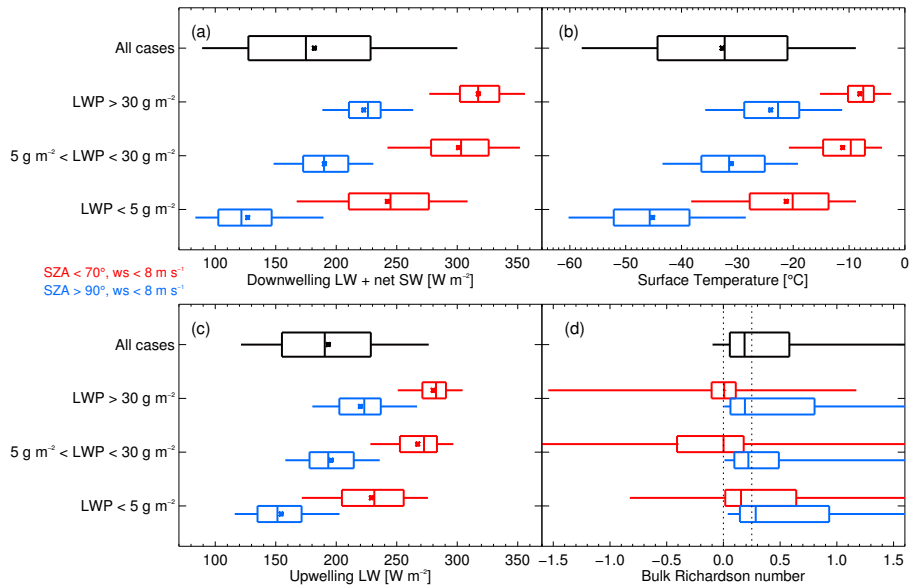 (a)
(b)
All cases
LWP > 30 g m⁻²
5 g m⁻² < LWP < 30 g m⁻²
LWP < 5 g m⁻²
100 150 200 250 300 350
−60 −50 −40 −30 −20 −10 0
Downwelling LW + net SW [W m⁻²]
Surface Temperature [°C]
SZA < 70°, ws < 8 m s⁻¹
SZA > 90°, ws < 8 m s⁻¹
(c)
(d)
All cases
LWP > 30 g m⁻²
5 g m⁻² < LWP < 30 g m⁻²
LWP < 5 g m⁻²
100 150 200 250 300 350
−1.5 −1.0 −0.5 0.0 0.5 1.0 1.5
Upwelling LW [W m⁻²]
Bulk Richardson number